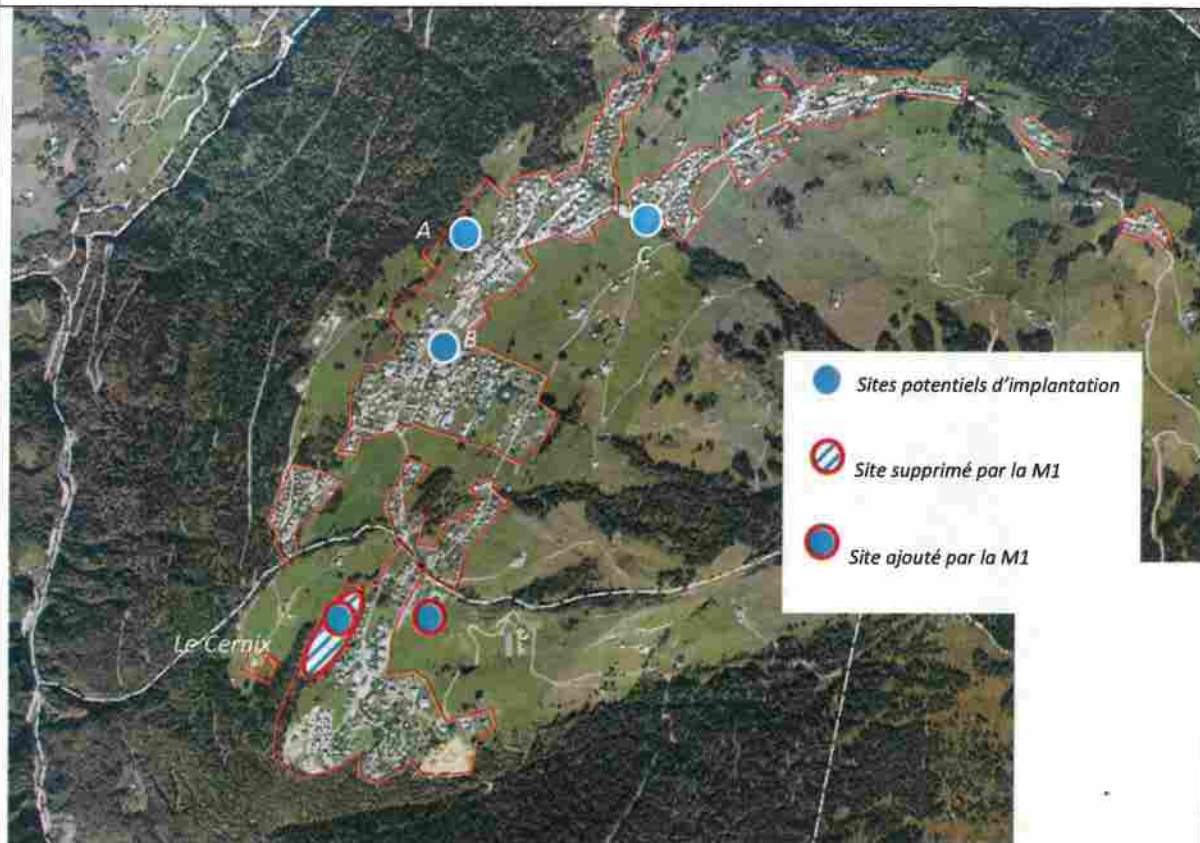 A
C
Sites potentiels d'implantation
Site supprimé par la M1
Site ajouté par la M1
Le Cernix